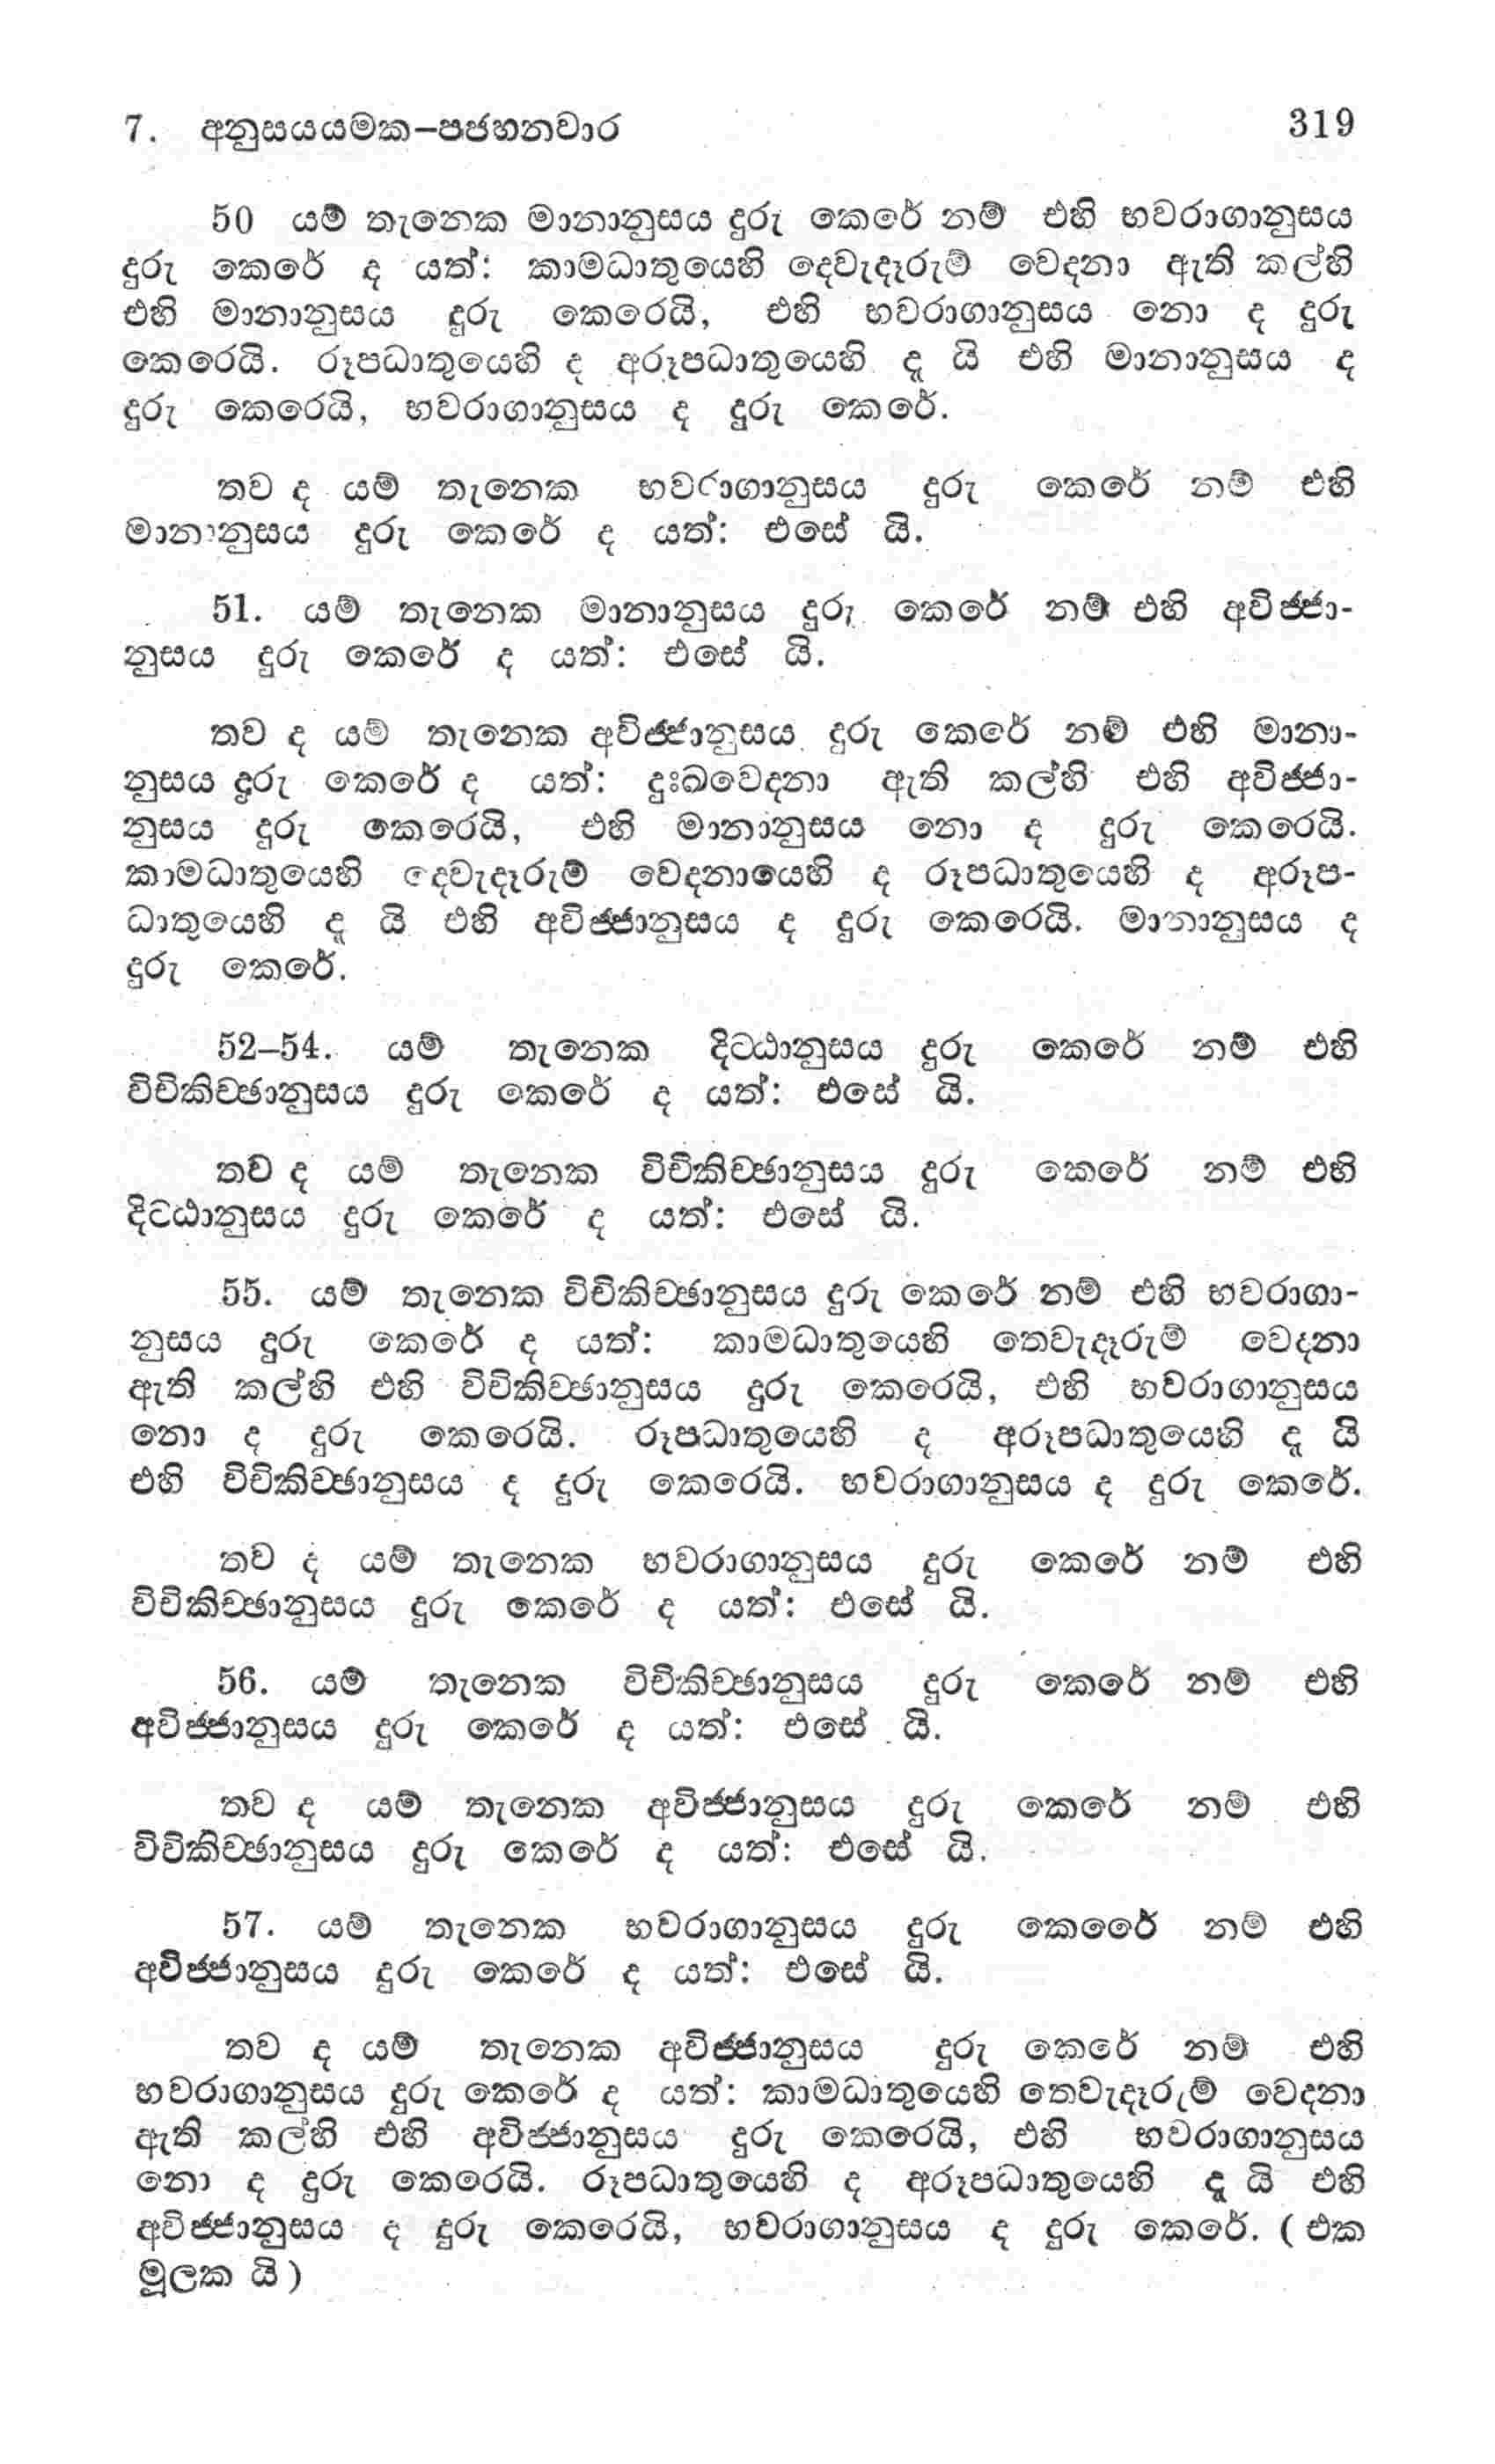 7. අනුසයයමක–පජහනවාර 319
50 යම් තැනෙක මානානුසය දුරු කෙරේ නම් එහි භවරාගානුසය
දුරු කෙරේ ද යත්: කාමධාතුයෙහි දෙවැදෑරුම් වෙදනා ඇති කල්හි
එහි මානානුසය දුරු කෙරෙයි, එහි භවරාගානුසය නො ද දුරු
කෙරෙයි. රූපධාතුයෙහි ද අරූපධාතුයෙහි දූ යි එහි මානානුසය ද
දුරු කෙරෙයි, භවරාගානුසය ද දුරු කෙරේ.
තව ද යම් තැනෙක භවරාගානුසය දුරු කෙරේ නම් එහි
මානානුසය දුරු කෙරේ ද යත්: එසේ යි.
51. යම් තැනෙක මානානුසය දුරු කෙරේ නම් එහි අවිජ්ජා-
නුසය දුරු කෙරේ ද යත්: එසේ යි.
තව ද යම් තැනෙක අවිජ්ජානුසය දුරු කෙරේ නම් එහි මානා-
නුසය දුරු කෙරේ ද යත්: දුඃඛවෙදනා ඇති කල්හි එහි අවිජ්ජා-
නුසය දුරු කෙරෙයි, එහි මානානුසය නො ද දුරු කෙරෙයි.
කාමධාතුයෙහි දෙවැදෑරුම් වෙදනායෙහි ද රූපධාතුයෙහි ද අරූප-
ධාතුයෙහි දූ යි එහි අවිජ්ජානුසය ද දුරු කෙරෙයි. මානානුසය ද
දුරු කෙරේ.
52–54. යම් තැනෙක දිට්ඨානුසය දුරු කෙරේ නම් එහි
විචිකිච්ඡානුසය දුරු කෙරේ ද යත්: එසේ යි.
තව ද යම් තැනෙක විචිකිච්ඡානුසය දුරු කෙරේ නම් එහි
දිට්ඨානුසය දුරු කෙරේ ද යත්: එසේ යි.
55. යම් තැනෙක විචිකිච්ඡානුසය දුරු කෙරේ නම් එහි භවරාගා-
නුසය දුරු කෙරේ ද යත්: කාමධාතුයෙහි තෙවැදෑරුම් වෙදනා
ඇති කල්හි එහි විචිකිච්ඡානුසය දුරු කෙරෙයි, එහි භවරාගානුසය
නො ද දුරු කෙරෙයි. රූපධාතුයෙහි ද අරූපධාතුයෙහි දූ යි
එහි විචිකිච්ඡානුසය ද දුරු කෙරෙයි. භවරාගානුසය ද දුරු කෙරේ.
තව ද යම් තැනෙක භවරාගානුසය දුරු කෙරේ නම් එහි
විචිකිච්ඡානුසය දුරු කෙරේ ද යත්: එසේ යි.
56. යම් තැනෙක විචිකිච්ඡානුසය දුරු කෙරේ නම් එහි
අවිජ්ජානුසය දුරු කෙරේ ද යත්: එසේ යි.
තව ද යම් තැනෙක අවිජ්ජානුසය දුරු කෙරේ නම් එහි
විචිකිච්ඡානුසය දුරු කෙරේ ද යත්: එසේ යි.
57. යම් තැනෙක භවරාගානුසය දුරු කෙරේ නම් එහි
අවිජ්ජානුසය දුරු කෙරේ ද යත්: එසේ යි.
තව ද යම් තැනෙක අවිජ්ජානුසය දුරු කෙරේ නම් එහි
භවරාගානුසය දුරු කෙරේ ද යත්: කාමධාතුයෙහි තෙවැදෑරුම් වෙදනා
ඇති කල්හි එහි අවිජ්ජානුසය දුරු කෙරෙයි, එහි භවරාගානුසය
නො ද දුරු කෙරෙයි. රූපධාතුයෙහි ද අරූපධාතුයෙහි දූ යි එහි
අවිජ්ජානුසය ද දුරු කෙරෙයි, භවරාගානුසය ද දුරු කෙරේ. (එක
මූලක යි)